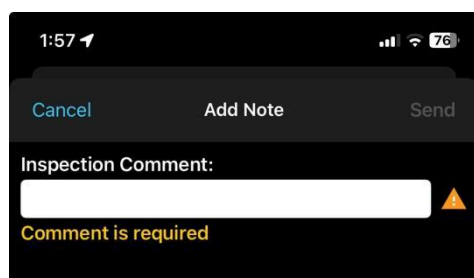 1:57
76
Cancel
Add Note
Send
Inspection Comment:
Comment is required